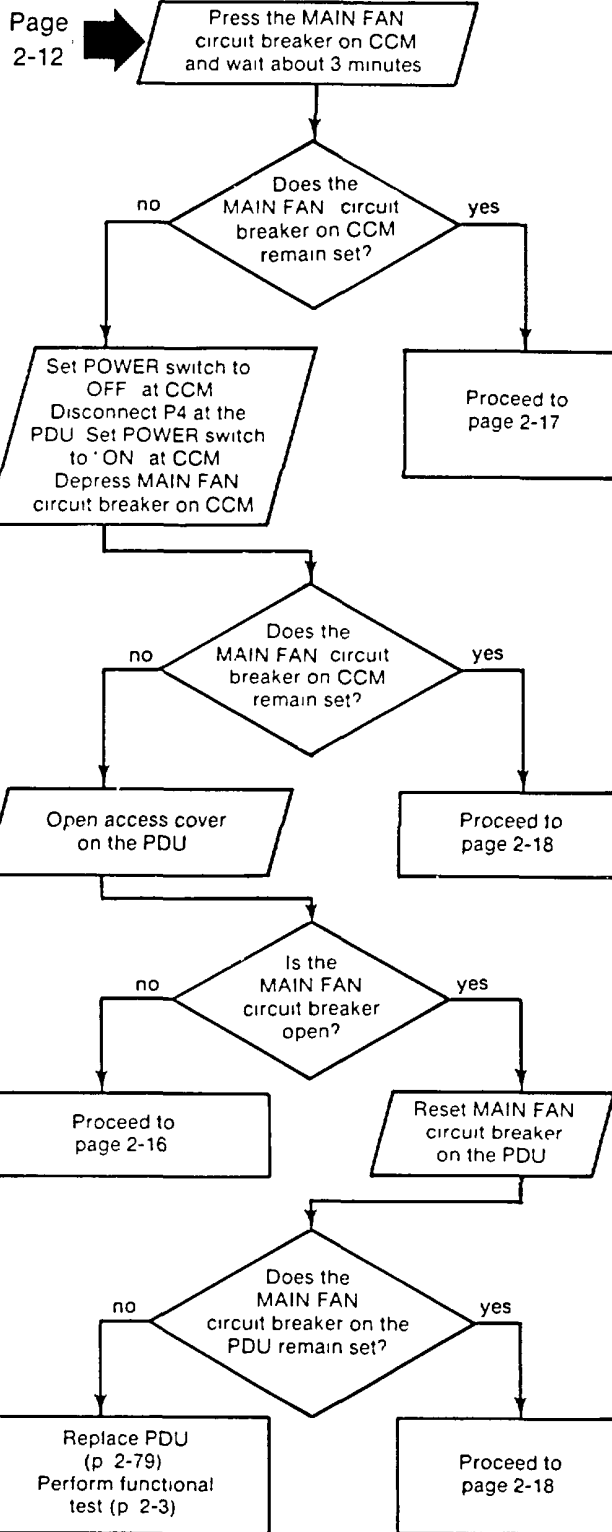 Page
2-12
Press the MAIN FAN
circuit breaker on CCM
and wait about 3 minutes
Does the
MAIN FAN circuit
breaker on CCM
remain set?
no
yes
Set POWER switch to
OFF at CCM
Disconnect P4 at the
PDU Set POWER switch
to 'ON at CCM
Depress MAIN FAN
circuit breaker on CCM
Proceed to
page 2-17
Does the
MAIN FAN circuit
breaker on CCM
remain set?
no
yes
Open access cover
on the PDU
Proceed to
page 2-18
Is the
MAIN FAN
circuit breaker
open?
no
yes
Proceed to
page 2-16
Reset MAIN FAN
circuit breaker
on the PDU
Does the
MAIN FAN
circuit breaker on the
PDU remain set?
no
yes
Replace PDU
(p 2-79)
Perform functional
test (p 2-3)
Proceed to
page 2-18